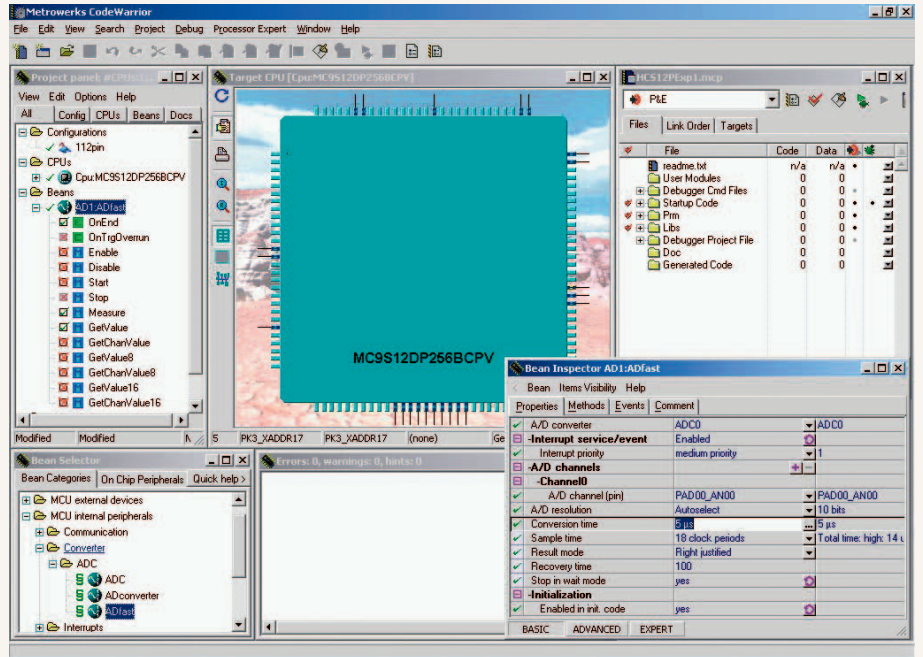 Metrowerks CodeWarrior
File Edit View Search Project Debug Processor Expert Window Help
Project panel:
View Edit Options Help
All Config CPUs Beans Docs
Configurations
112pin
CPUs
Cpu:MC9S12DP256BCPV
Beans
AD1:ADfast
OnEnd
OnTrgOverrun
Enable
Disable
Start
Stop
Measure
GetValue
GetChanValue
GetValue8
GetChanValue8
GetValue16
GetChanValue16
Modified Modified N
Target CPU [Cpu:MC9S12DP256BCPV]
MC9S12DP256BCPV
5 PK3_XADDR17 PK3_XADDR17 (none) Ge
HCS12PExp1.mcp
P&E
Files Link Order Targets
File Code Data
readme.txt n/a n/a
User Modules 0 0
Debugger Cmd Files 0 0
Startup Code 0 0
Prm 0 0
Libs 0 0
Debugger Project File 0 0
Doc 0 0
Generated Code 0 0
Bean Selector
Bean Categories On Chip Peripherals Quick help >
MCU external devices
MCU internal peripherals
Communication
Converter
ADC
ADC
ADconverter
ADfast
Interrupts
Errors: 0, warnings: 0, hints: 0
Bean Inspector AD1:ADfast
< Bean Items Visibility Help
Properties Methods Events Comment
A/D converter ADC0 ADC0
-Interrupt service/event Enabled
Interrupt priority medium priority 1
-A/D channels
-Channel0
A/D channel (pin) PAD00_AN00 PAD00_AN00
A/D resolution Autoselect 10 bits
Conversion time 5 µs ... 5 µs
Sample time 18 clock periods Total time: high: 14 u
Result mode Right justified
Recovery time 100
Stop in wait mode yes
-Initialization
Enabled in init. code yes
BASIC ADVANCED EXPERT